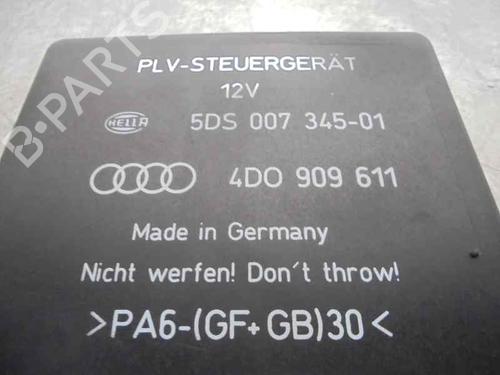 B-PARTS
PLV-STEUERGERÄT
12V
HELLA 5DS 007 345-01
4D0 909 611
Made in Germany
Nicht werfen! Don´t throw!
>PA6-(GF+GB)30<